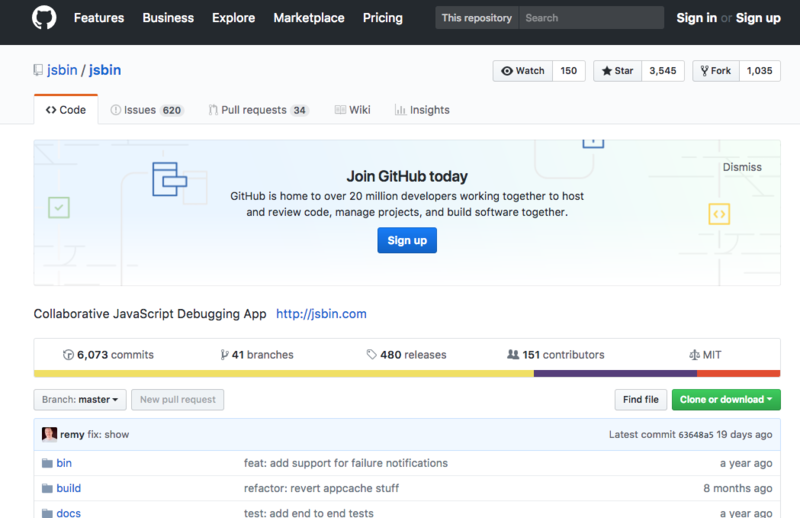 Features Business Explore Marketplace Pricing This repository Search Sign in or Sign up
jsbin / jsbin Watch 150 Star 3,545 Fork 1,035
Code Issues 620 Pull requests 34 Wiki Insights
Dismiss
Join GitHub today
GitHub is home to over 20 million developers working together to host
and review code, manage projects, and build software together.
Sign up
Collaborative JavaScript Debugging App http://jsbin.com
6,073 commits 41 branches 480 releases 151 contributors MIT
Branch: master New pull request Find file Clone or download
remy fix: show Latest commit 63648a5 19 days ago
bin feat: add support for failure notifications a year ago
build refactor: revert appcache stuff 8 months ago
docs test: add end to end tests a year ago